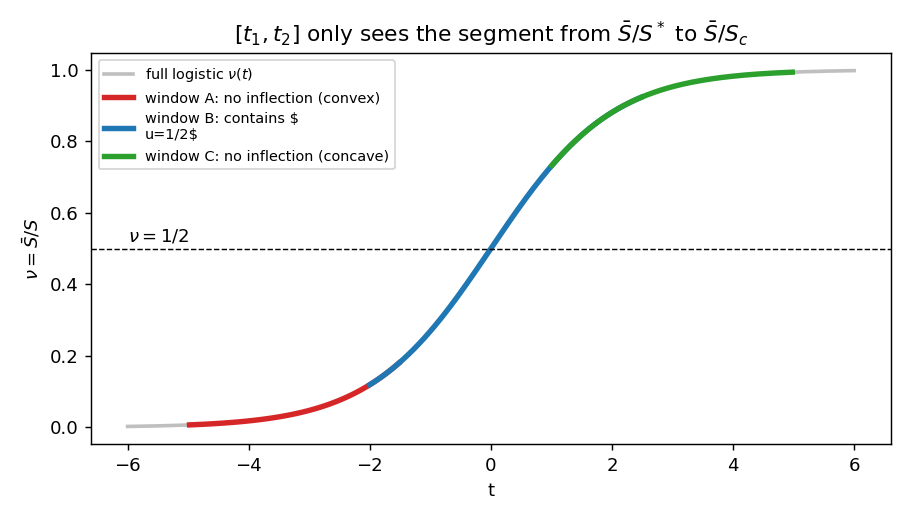 [t₁, t₂] only sees the segment from S̄/S* to S̄/S_c
full logistic ν(t)
window A: no inflection (convex)
window B: contains $
u=1/2$
window C: no inflection (concave)
1.0
0.8
0.6
0.4
0.2
0.0
ν = S̄/S
ν = 1/2
−6
−4
−2
0
2
4
6
t